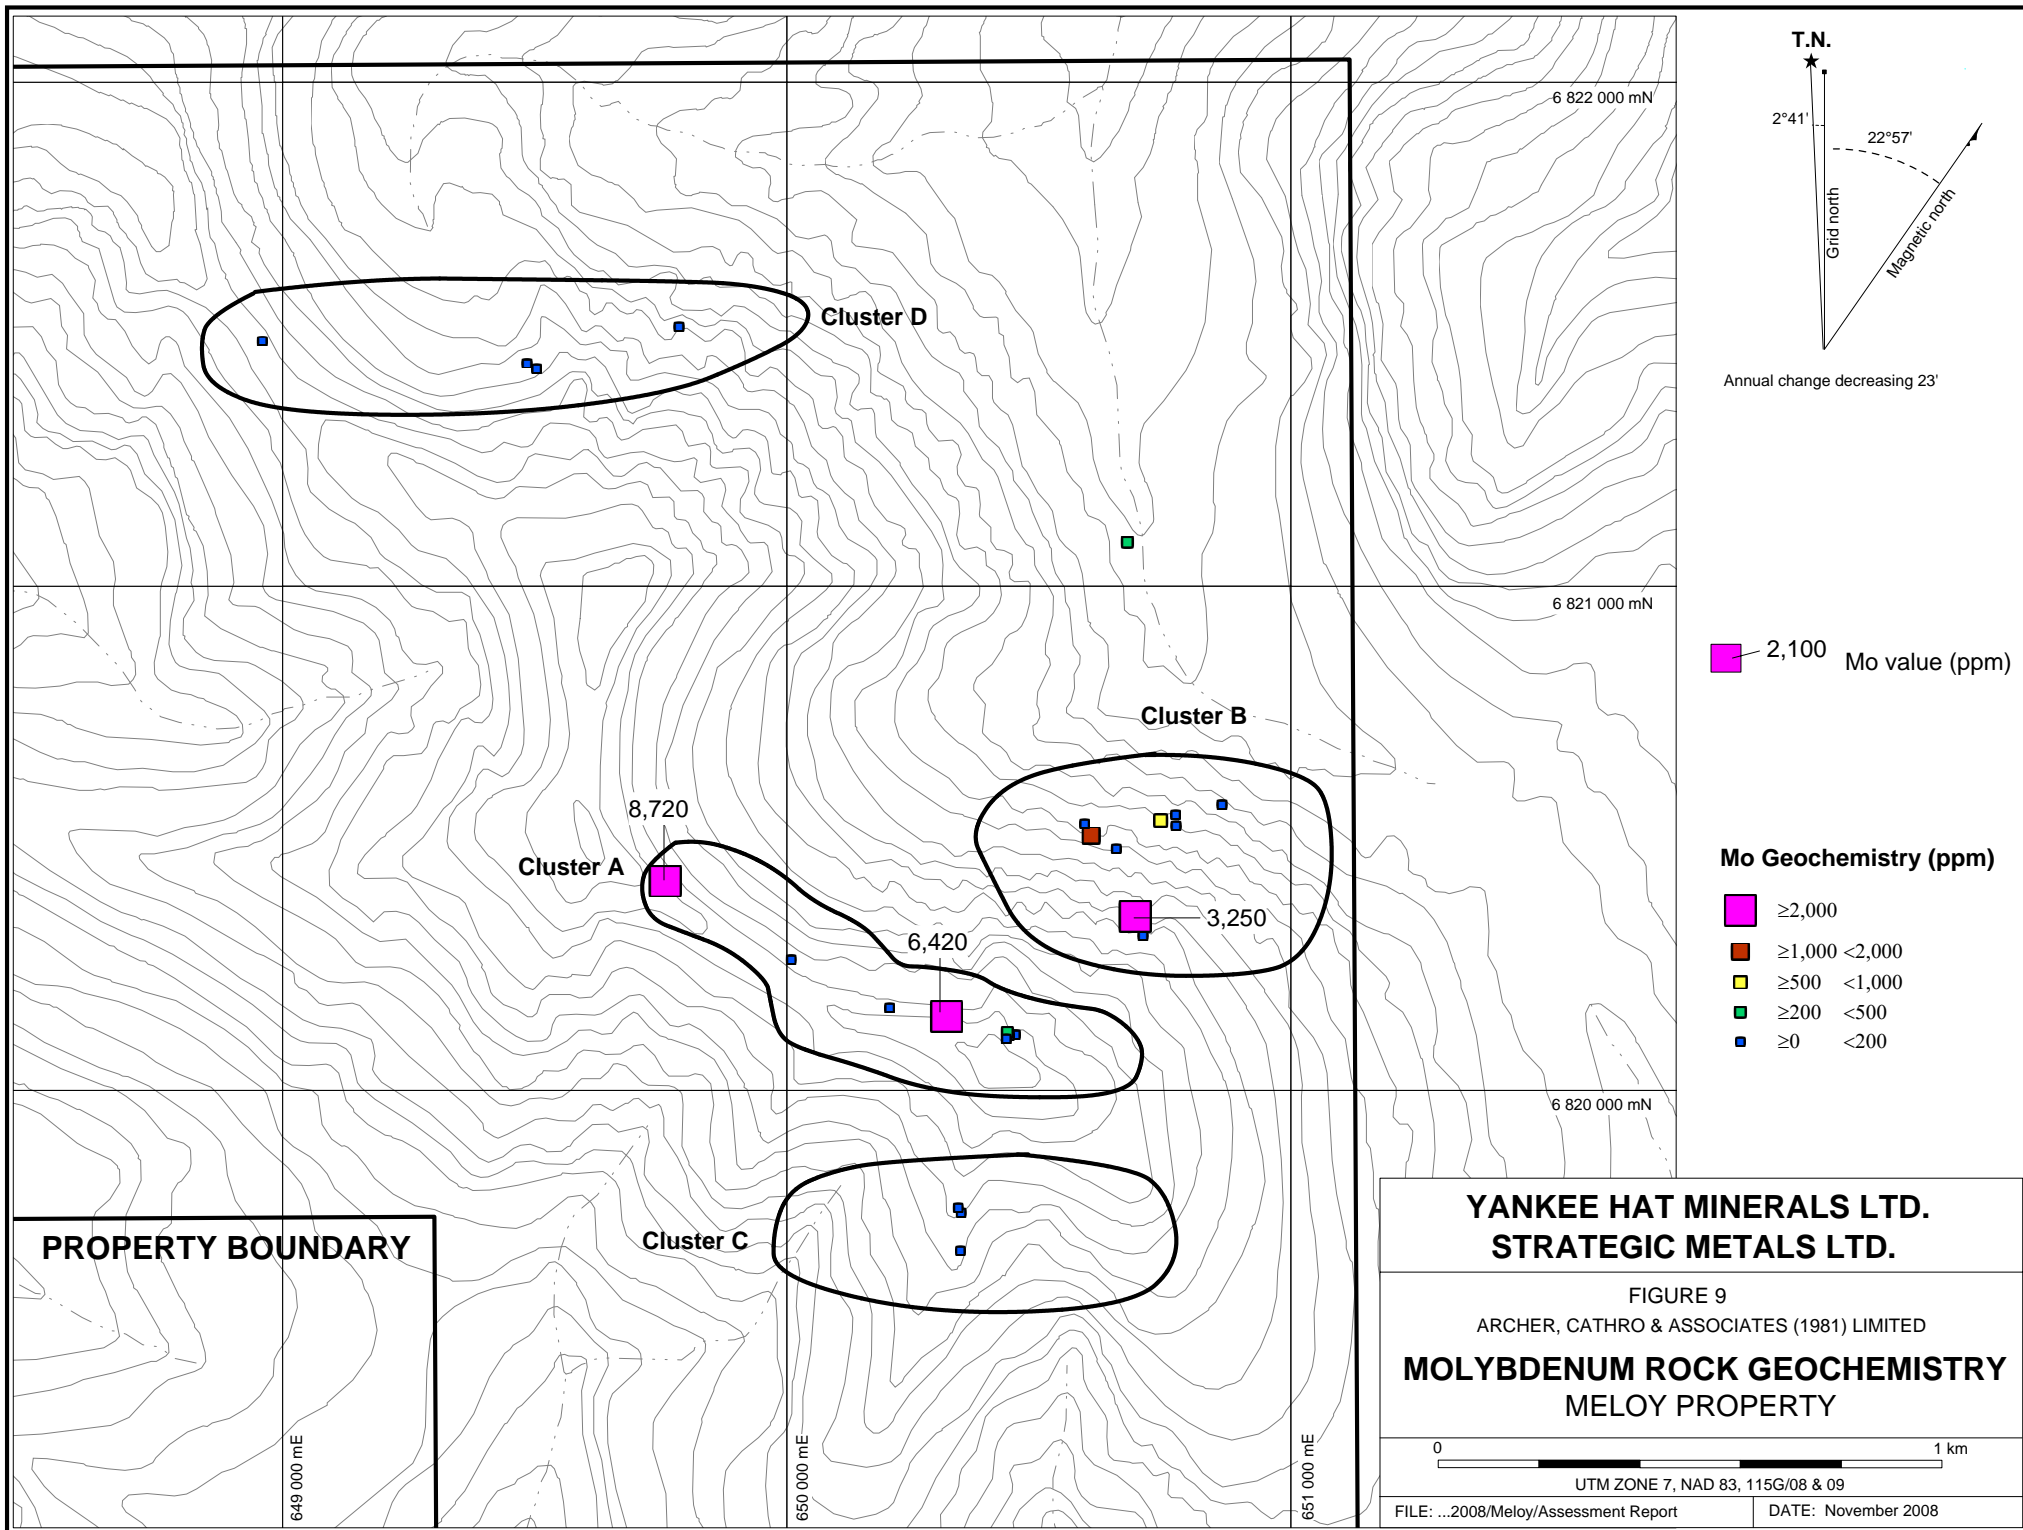 T.N.
6 822 000 mN
2°41'
22°57'
Grid north
Magnetic north
Annual change decreasing 23'
Cluster D
6 821 000 mN
2,100
Mo value (ppm)
Cluster B
8,720
Cluster A
3,250
6,420
Mo Geochemistry (ppm)
≥2,000
≥1,000 <2,000
≥500 <1,000
≥200 <500
≥0 <200
6 820 000 mN
Cluster C
PROPERTY BOUNDARY
649 000 mE
650 000 mE
651 000 mE
YANKEE HAT MINERALS LTD.
STRATEGIC METALS LTD.
FIGURE 9
ARCHER, CATHRO & ASSOCIATES (1981) LIMITED
MOLYBDENUM ROCK GEOCHEMISTRY
MELOY PROPERTY
0 1 km
UTM ZONE 7, NAD 83, 115G/08 & 09
FILE: ...2008/Meloy/Assessment Report
DATE: November 2008